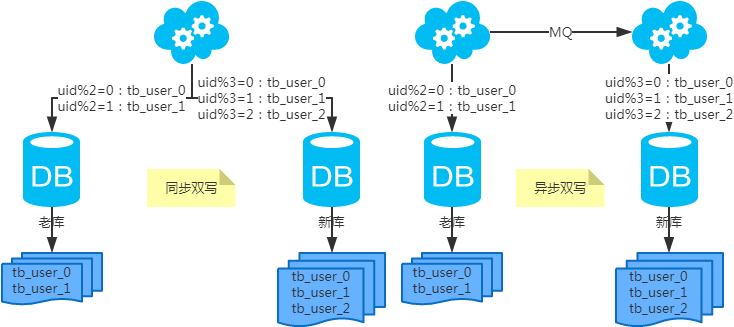 MQ
uid%2=0：tb_user_0
uid%2=1：tb_user_1
uid%3=0：tb_user_0
uid%3=1：tb_user_1
uid%3=2：tb_user_2
uid%2=0：tb_user_0
uid%2=1：tb_user_1
uid%3=0：tb_user_0
uid%3=1：tb_user_1
uid%3=2：tb_user_2
DB
同步双写
DB
DB
异步双写
DB
老库
新库
老库
新库
tb_user_0
tb_user_1
tb_user_0
tb_user_1
tb_user_2
tb_user_0
tb_user_1
tb_user_0
tb_user_1
tb_user_2